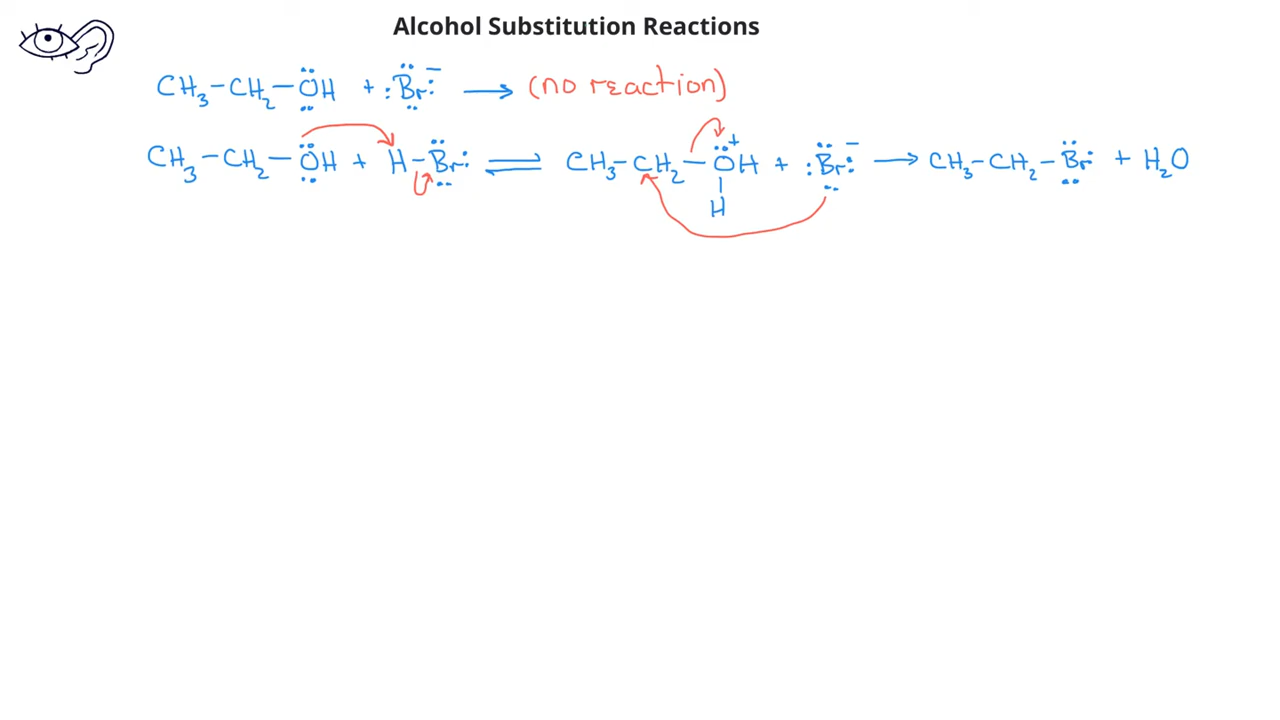 Alcohol Substitution Reactions
CH₃-CH₂-ÖH + :Br:⁻ → (no reaction)
CH₃-CH₂-ÖH + H-Br: ⇌ CH₃-CH₂-ÖH⁺ + :Br:⁻ → CH₃-CH₂-Br: + H₂O
H